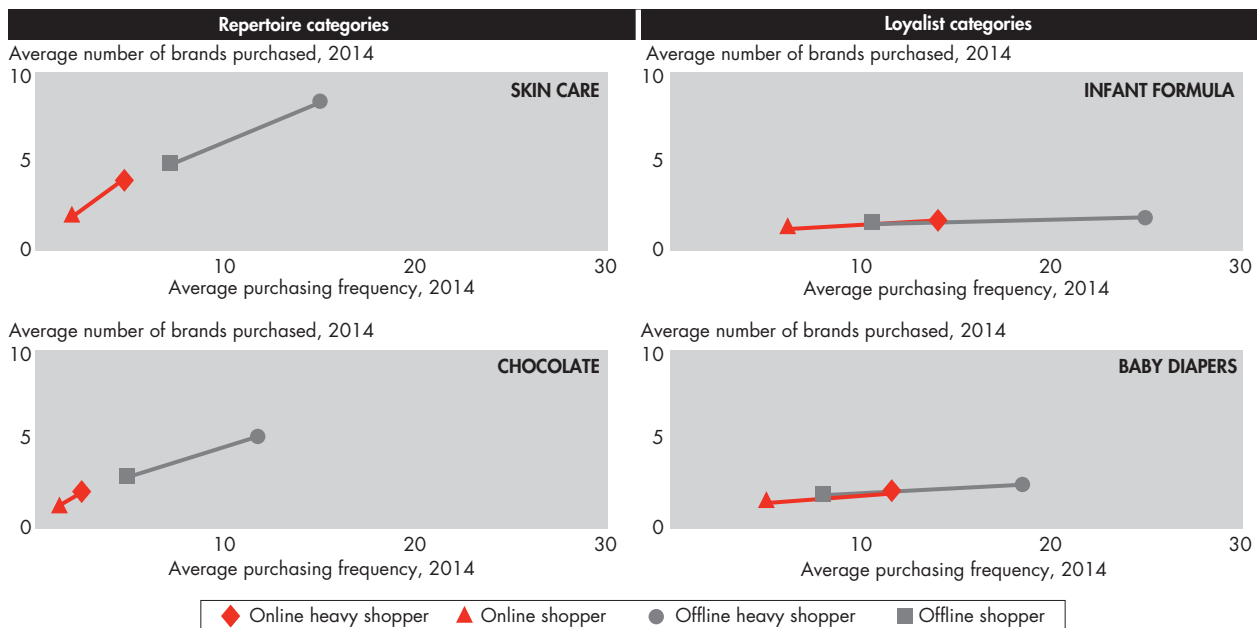 Repertoire categories
Loyalist categories
Average number of brands purchased, 2014
10
SKIN CARE
5
0
10
20
30
Average purchasing frequency, 2014
Average number of brands purchased, 2014
10
INFANT FORMULA
5
0
10
20
30
Average purchasing frequency, 2014
Average number of brands purchased, 2014
10
CHOCOLATE
5
0
10
20
30
Average purchasing frequency, 2014
Average number of brands purchased, 2014
10
BABY DIAPERS
5
0
10
20
30
Average purchasing frequency, 2014
Online heavy shopper Online shopper Offline heavy shopper Offline shopper